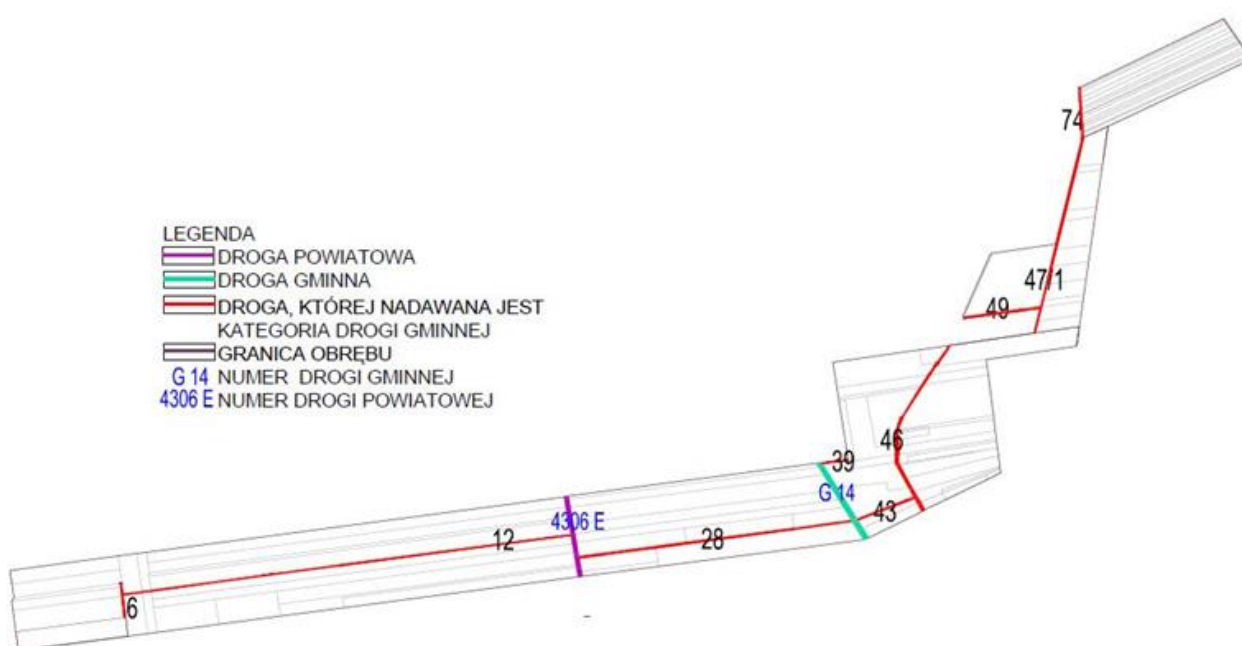 74
LEGENDA
DROGA POWIATOWA
DROGA GMINNA
DROGA, KTÓREJ NADAWANA JEST
KATEGORIA DROGI GMINNEJ
GRANICA OBRĘBU
G 14 NUMER DROGI GMINNEJ
4306 E NUMER DROGI POWIATOWEJ
47/1
49
46
39
G 14
43
4306 E
12
28
6